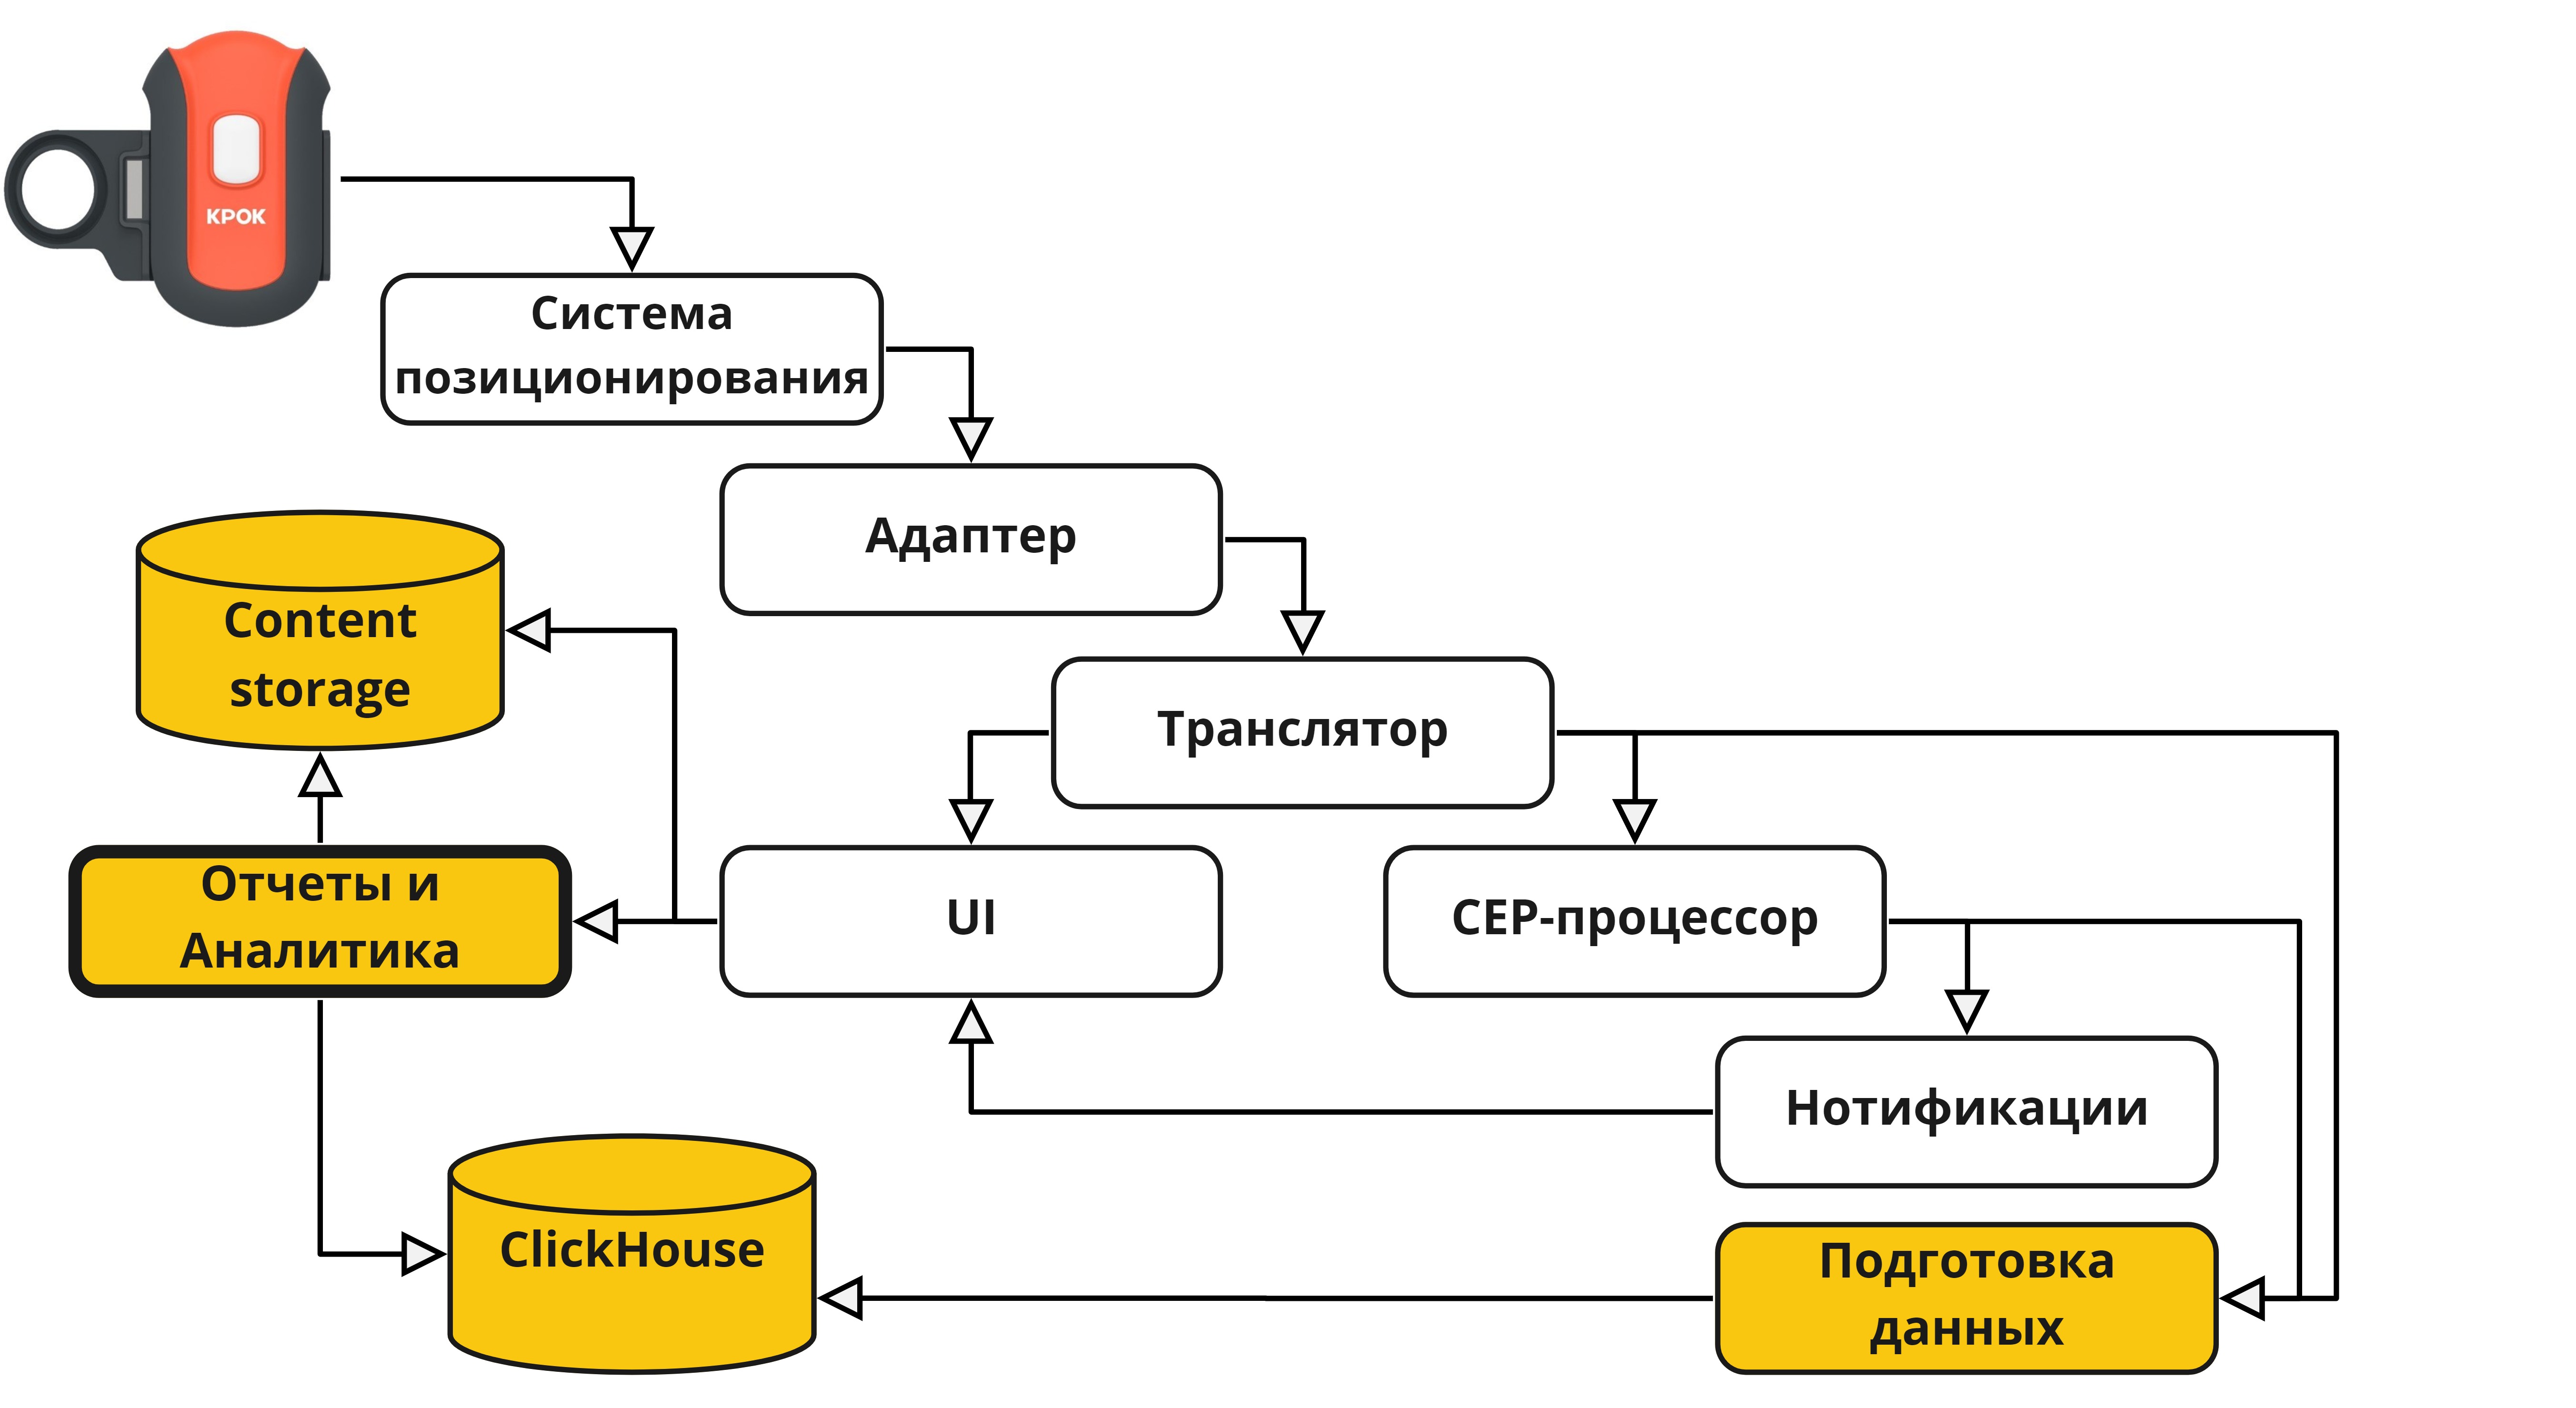 КРОК
Система
позиционирования
Адаптер
Content
storage
Транслятор
Отчеты и
Аналитика
UI
CEP-процессор
Нотификации
ClickHouse
Подготовка
данных